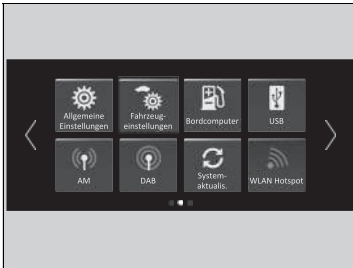 Allgemeine
Einstellungen
Fahrzeug-
einstellungen
Bordcomputer
USB
AM
DAB
System-
aktualis.
WLAN Hotspot